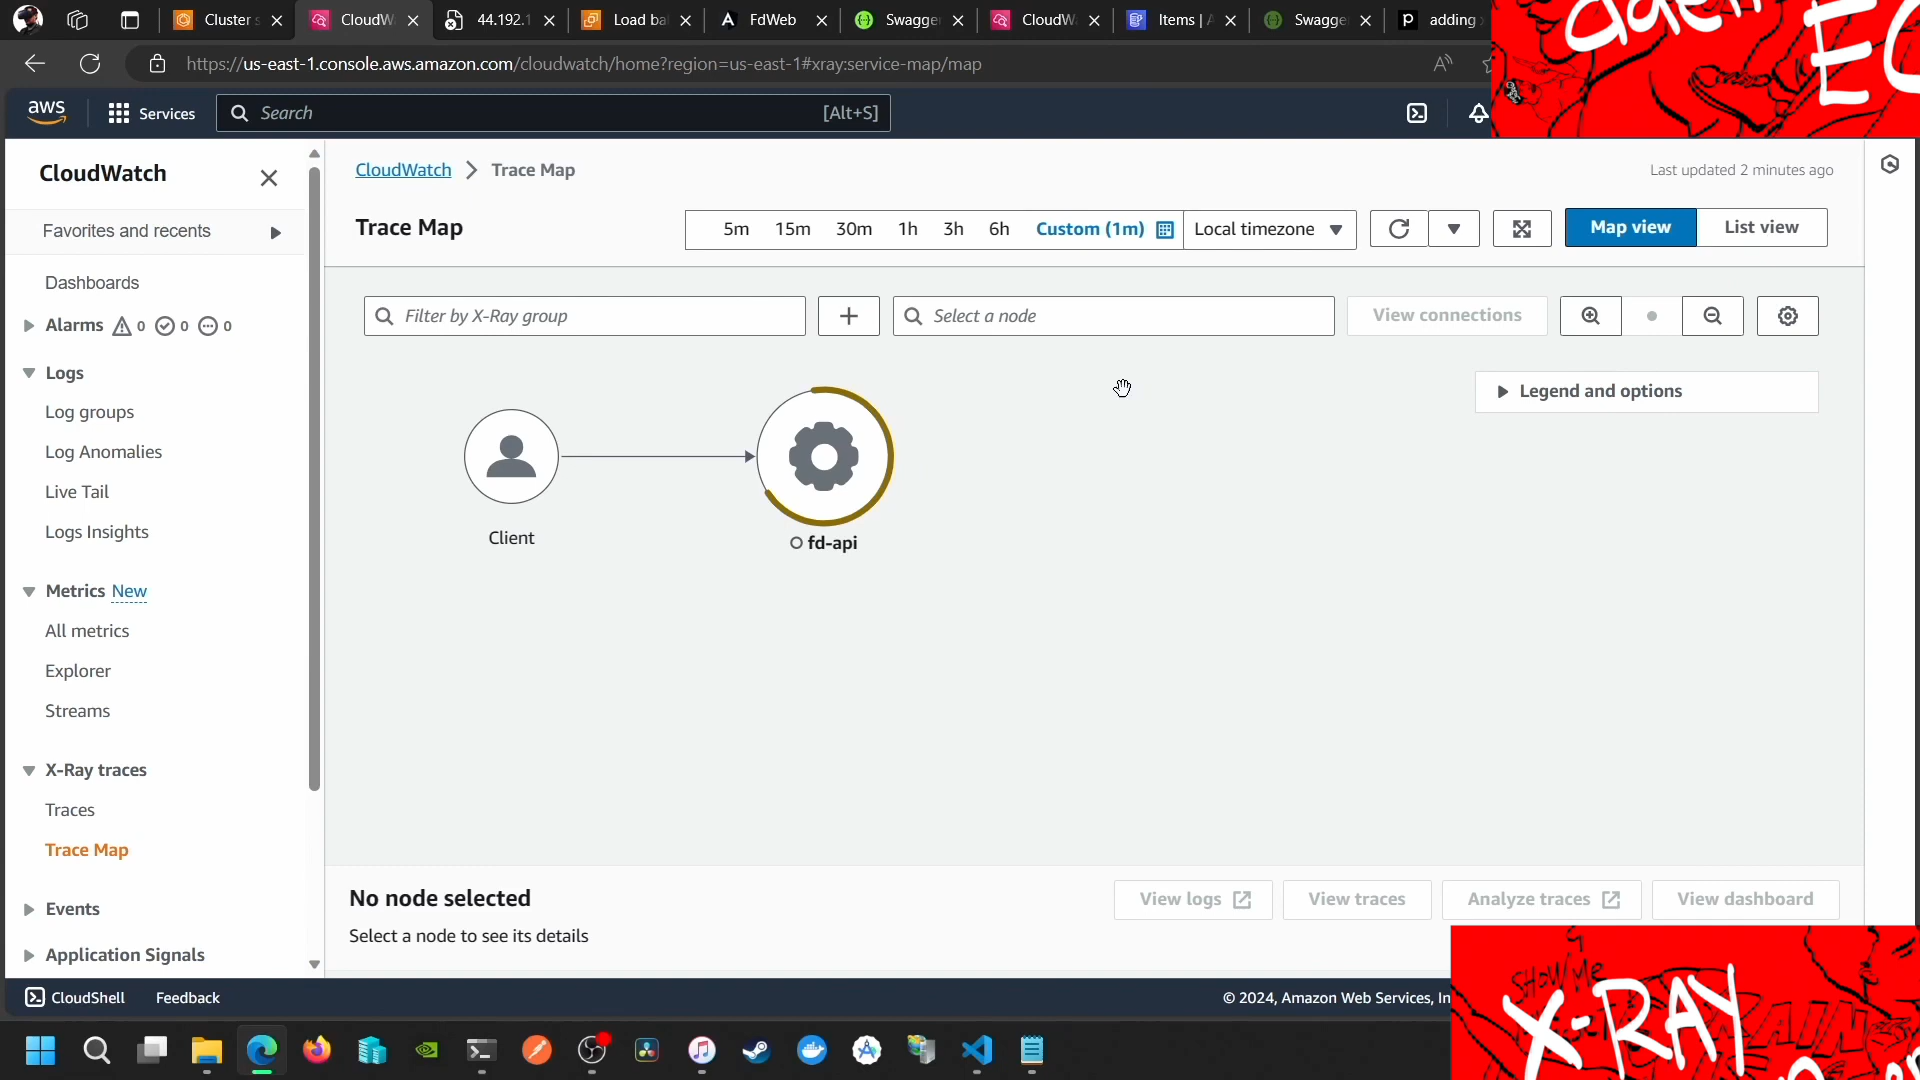 Cluster s
CloudW
44.192.1
Load ba
FdWeb
Swagge
CloudW
Items | A
Swagge
adding
https://us-east-1.console.aws.amazon.com/cloudwatch/home?region=us-east-1#xray:service-map/map
aws
Services
Search
[Alt+S]
EC
CloudWatch
CloudWatch
Trace Map
Last updated 2 minutes ago
Favorites and recents
Trace Map
5m
15m
30m
1h
3h
6h
Custom (1m)
Local timezone
Map view
List view
Dashboards
Alarms
0
0
0
Filter by X-Ray group
Select a node
View connections
Logs
Legend and options
Log groups
Log Anomalies
Live Tail
Logs Insights
Client
fd-api
Metrics New
All metrics
Explorer
Streams
X-Ray traces
Traces
Trace Map
No node selected
Select a node to see its details
View logs
View traces
Analyze traces
View dashboard
Events
Application Signals
SHOW ME
X-RAY
CloudShell
Feedback
© 2024, Amazon Web Services, In